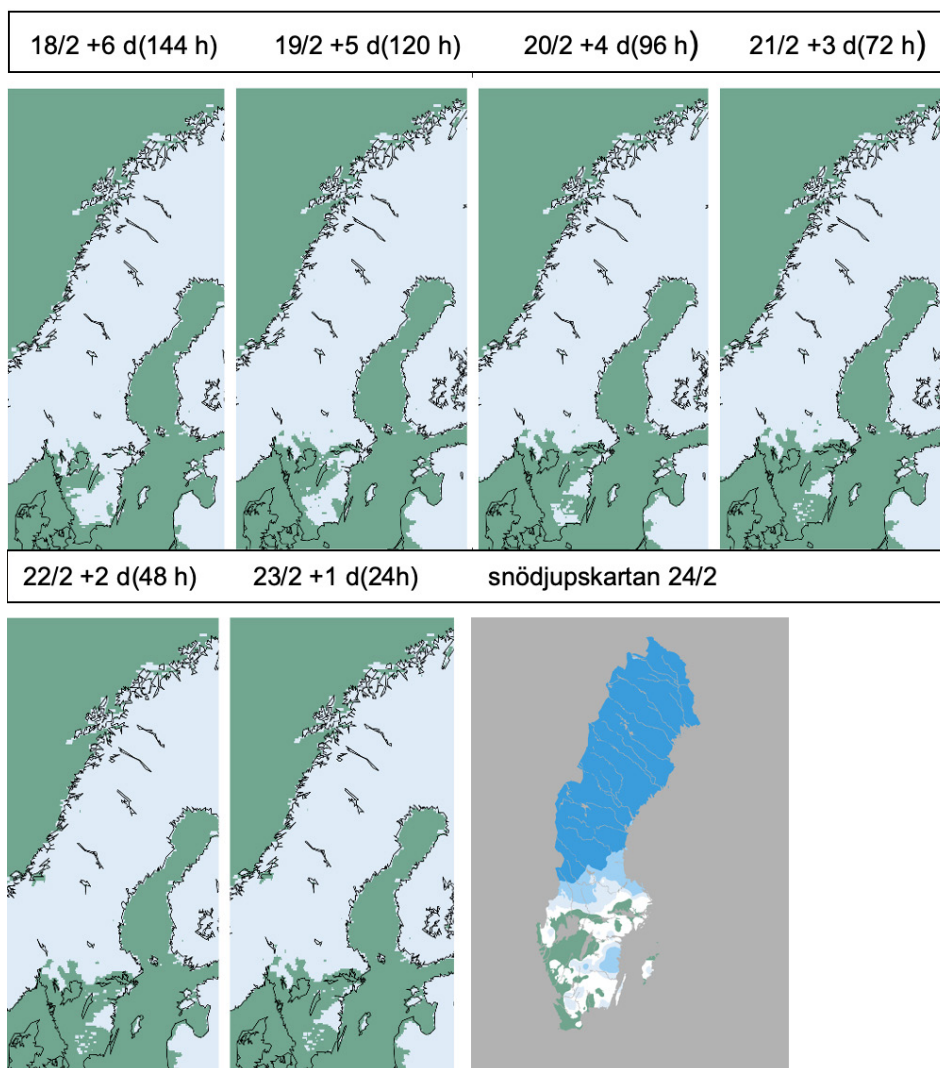 18/2 +6 d(144 h) 19/2 +5 d(120 h) 20/2 +4 d(96 h) 21/2 +3 d(72 h)
22/2 +2 d(48 h) 23/2 +1 d(24h) snödjupskartan 24/2